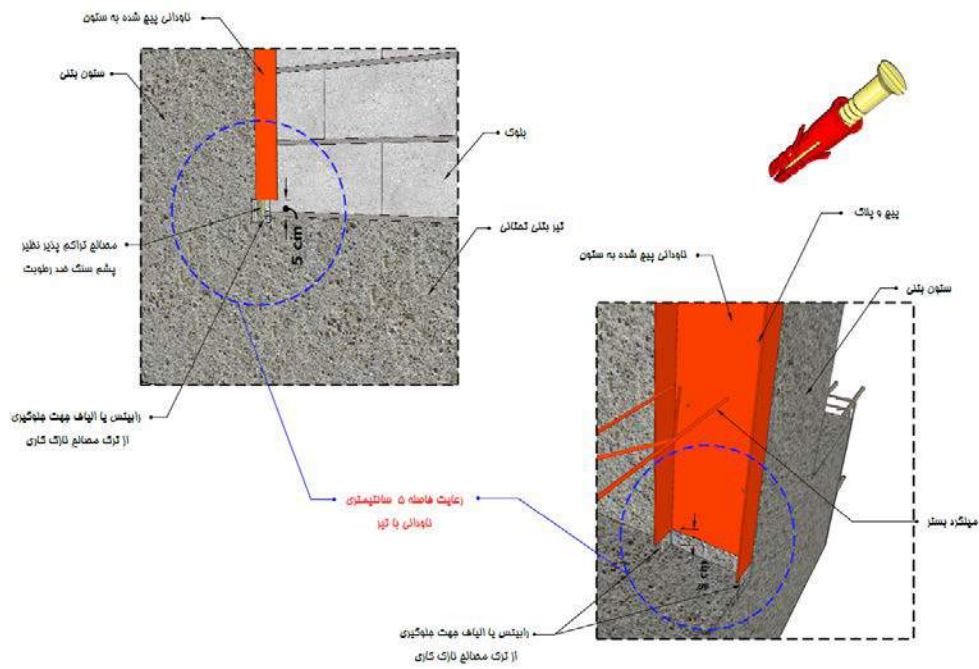 ناودانی پیچ شده به ستون
ستون بتنی
بلوک
5 cm
تیر بتنی تحتانی
مصالح تراکم پذیر نظیر
پشم سنگ ضد رطوبت
رابیتس یا الیاف جهت جلوگیری
از ترک مصالح نازک کاری
پیچ و پلاک
ناودانی پیچ شده به ستون
ستون بتنی
رعایت فاصله ۵ سانتیمتری
ناودانی با تیر
میلگرد بستر
5 cm
رابیتس یا الیاف جهت جلوگیری
از ترک مصالح نازک کاری